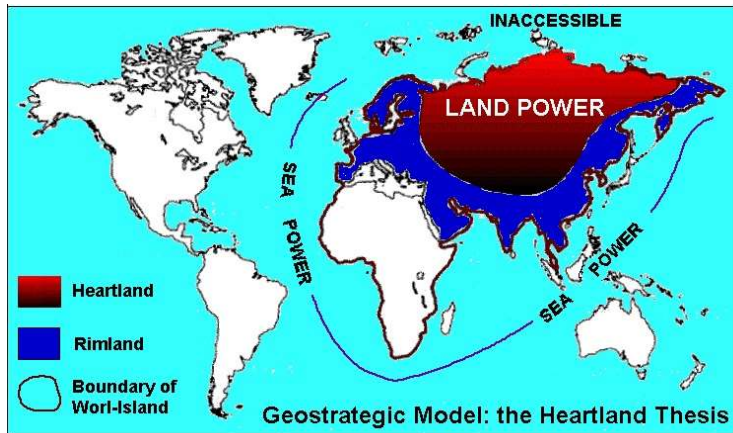 INACCESSIBLE
LAND POWER
SEA POWER
SEA POWER
Heartland
Rimland
Boundary of
Worl-Island
Geostrategic Model: the Heartland Thesis